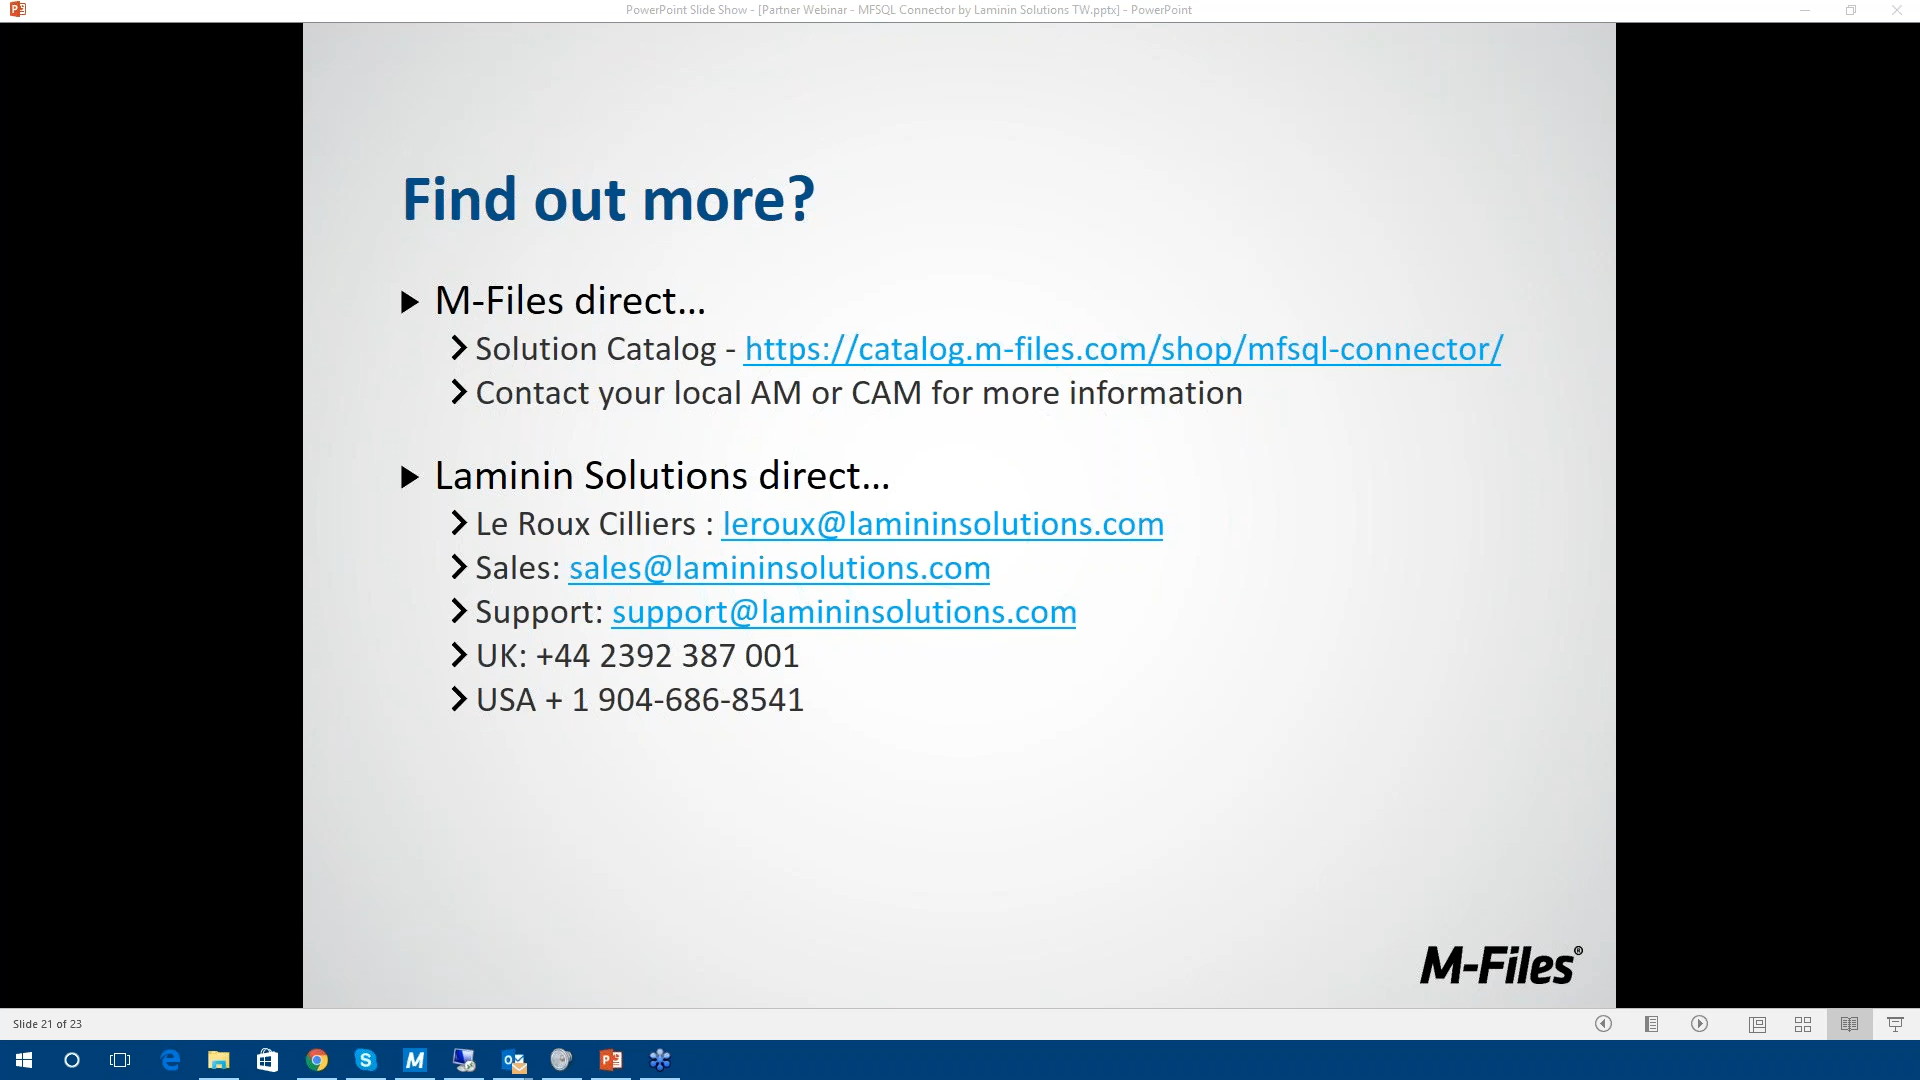 PowerPoint Slide Show - [Partner Webinar - MFSQL Connector by Laminin Solutions TW.pptx] - PowerPoint
Find out more?
M-Files direct...
Solution Catalog - https://catalog.m-files.com/shop/mfsql-connector/
Contact your local AM or CAM for more information
Laminin Solutions direct...
Le Roux Cilliers : leroux@lamininsolutions.com
Sales: sales@lamininsolutions.com
Support: support@lamininsolutions.com
UK: +44 2392 387 001
USA + 1 904-686-8541
M-Files®
Slide 21 of 23